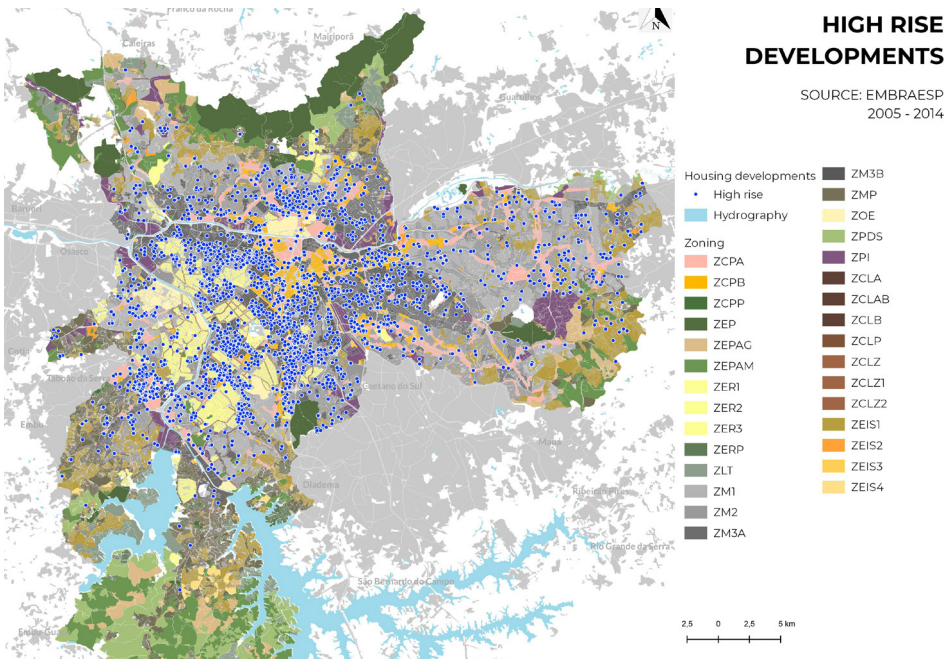 Franco da Rocha
Caieiras
Mairiporã
N
Guarulhos
Barueri
Osasco
Cotia
Taboão da Serra
Embu
Caetano do Sul
Mauá
Diadema
Ribeirão Pires
Rio Grande da Serra
São Bernardo do Campo
Embu-Gua
HIGH RISE
DEVELOPMENTS
SOURCE: EMBRAESP
2005 - 2014
Housing developments
High rise
Hydrography
Zoning
ZCPA
ZCPB
ZCPP
ZEP
ZEPAG
ZEPAM
ZER1
ZER2
ZER3
ZERP
ZLT
ZM1
ZM2
ZM3A
ZM3B
ZMP
ZOE
ZPDS
ZPI
ZCLA
ZCLAB
ZCLB
ZCLP
ZCLZ
ZCLZ1
ZCLZ2
ZEIS1
ZEIS2
ZEIS3
ZEIS4
2,5 0 2,5 5 km